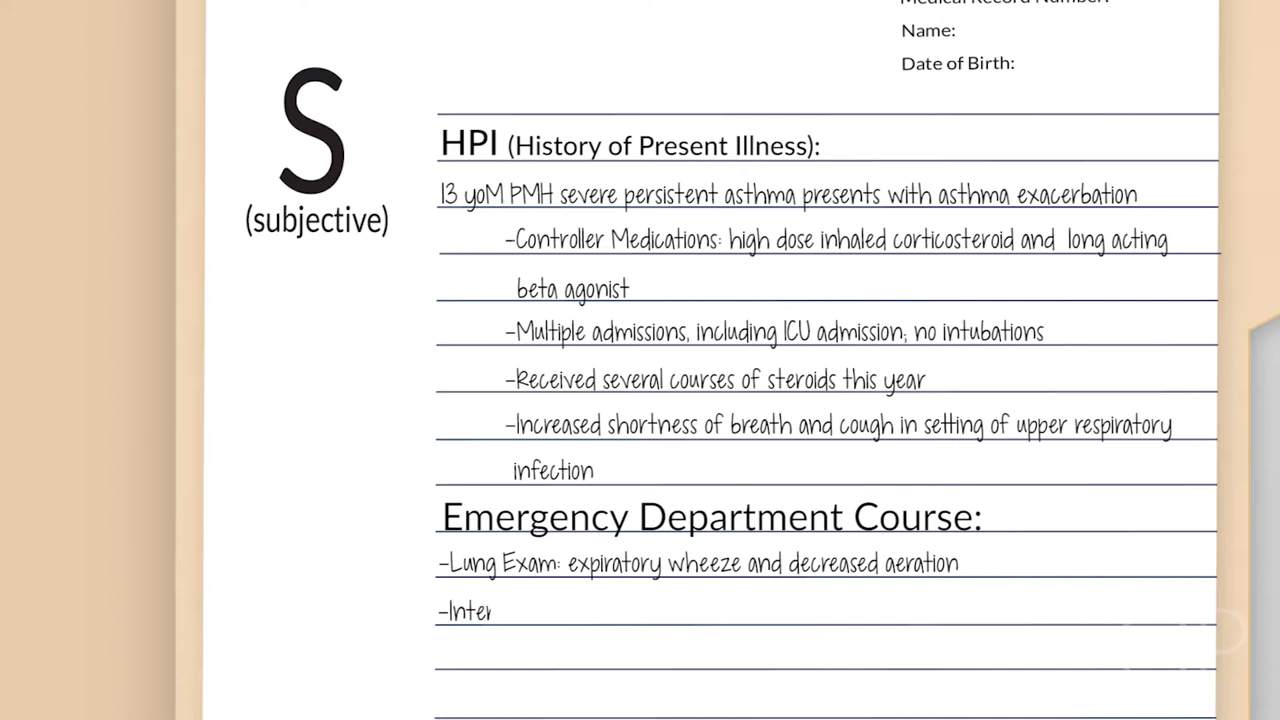 Medical Record Number:
Name:
Date of Birth:
S
(subjective)
HPI (History of Present Illness):
13 yoM PMH severe persistent asthma presents with asthma exacerbation
-Controller Medications: high dose inhaled corticosteroid and long acting
beta agonist
-Multiple admissions, including ICU admission; no intubations
-Received several courses of steroids this year
-Increased shortness of breath and cough in setting of upper respiratory
infection
Emergency Department Course:
-Lung Exam: expiratory wheeze and decreased aeration
-Inter